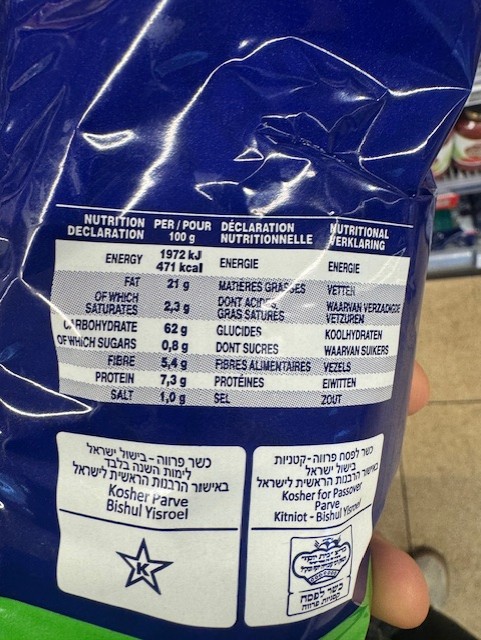 NUTRITION DECLARATION PER / POUR 100 g DÉCLARATION NUTRITIONNELLE NUTRITIONAL VERKLARING
ENERGY 1972 kJ 471 kcal ENERGIE ENERGIE
FAT 21 g MATIÈRES GRASSES VETTEN
OF WHICH SATURATES 2,3 g DONT ACIDES GRAS SATURÉS WAARVAN VERZADIGDE VETZUREN
CARBOHYDRATE 62 g GLUCIDES KOOLHYDRATEN
OF WHICH SUGARS 0,8 g DONT SUCRES WAARVAN SUIKERS
FIBRE 5,4 g FIBRES ALIMENTAIRES VEZELS
PROTEIN 7,3 g PROTÉINES EIWITTEN
SALT 1,0 g SEL ZOUT
כשר פרווה - בישול ישראל
לימות השנה בלבד
באישור הרבנות הראשית לישראל
Kosher Parve
Bishul Yisroel
K
כשר לפסח פרווה - קטניות
בישול ישראל
באישור הרבנות הראשית לישראל
Kosher for Passover
Parve
Kitniot - Bishul Yisroel
כשר לפסח
קטניות פרווה